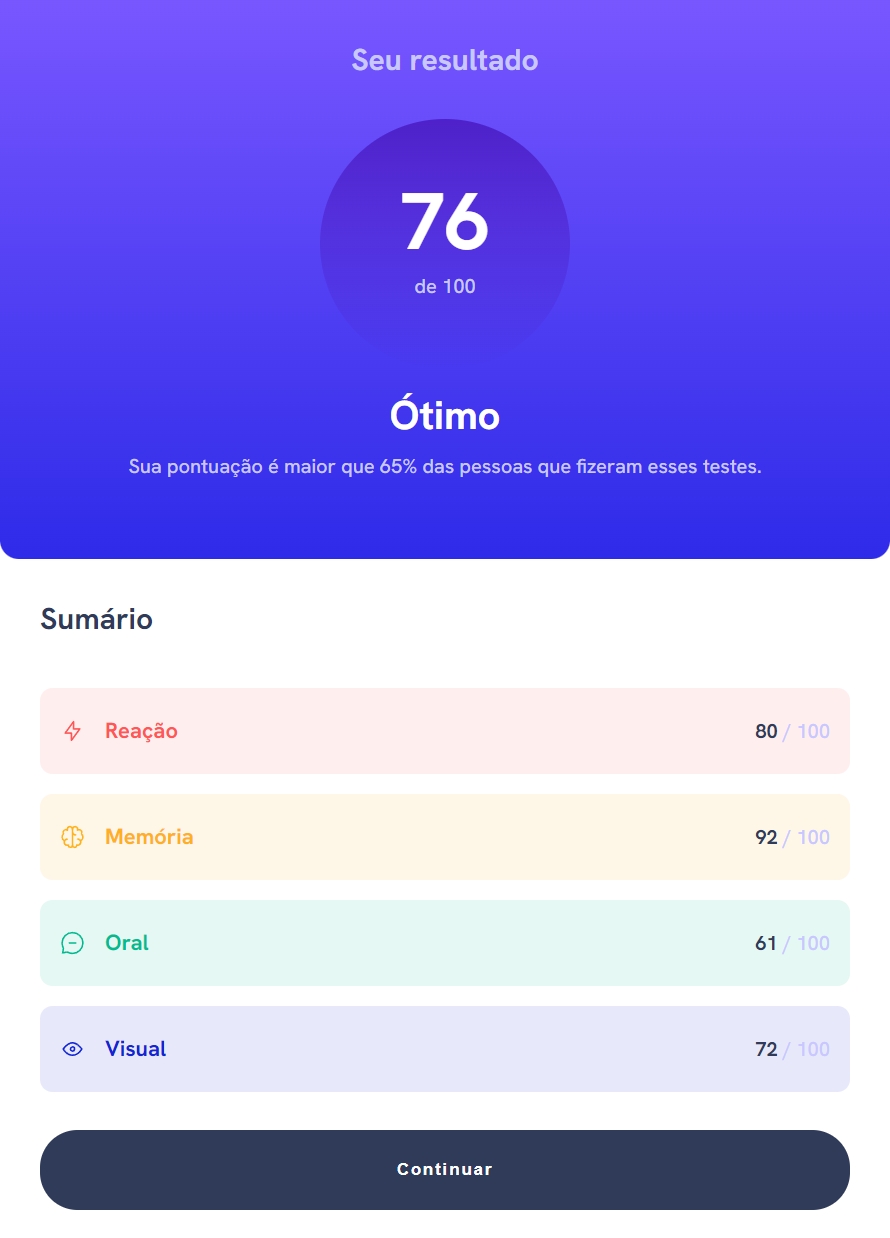 Seu resultado
76
de 100
Ótimo
Sua pontuação é maior que 65% das pessoas que fizeram esses testes.
Sumário
Reação 80 / 100
Memória 92 / 100
Oral 61 / 100
Visual 72 / 100
Continuar